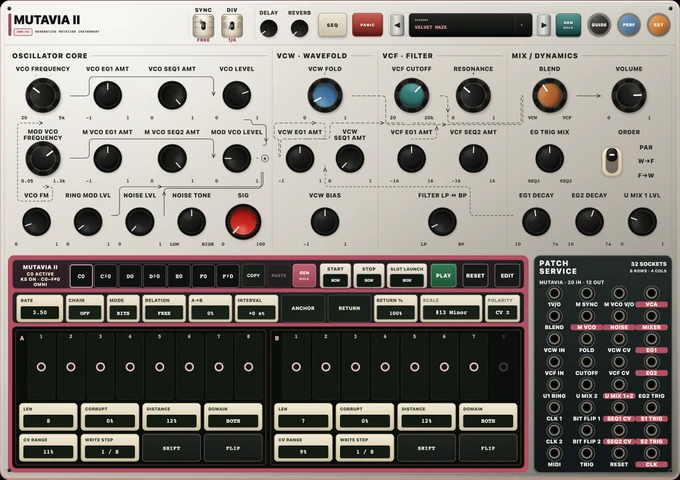 MUTAVIA II
GENERATIVE MUTATION INSTRUMENT
SYNC DIV
FREE 1/4
DELAY REVERB
SEQ
PANIC
VELVET MAZE
GEN
GUIDE
PERF
EXT
OSCILLATOR CORE
VCW · WAVEFOLD
VCF · FILTER
MIX / DYNAMICS
VCO FREQUENCY VCO EG1 AMT VCO SEQ1 AMT VCO LEVEL
VCW FOLD VCF CUTOFF RESONANCE BLEND VOLUME
20 5k -1 1 0 1
20 20k VCW VCF 0 1
MOD VCO FREQUENCY M VCO EG1 AMT M VCO SEQ2 AMT MOD VCO LEVEL
VCW EG1 AMT VCW SEQ1 AMT VCF EG1 AMT VCF SEQ2 AMT EG TRIG MIX ORDER
PAR
W→F
F→W
0.05 1.3k -1 1 0 1
-1 1 -16 16 -16 16 SEQ1 SEQ2
VCO FM RING MOD LVL NOISE LVL NOISE TONE SIG
VCW BIAS FILTER LP ↔ BP EG1 DECAY EG2 DECAY U MIX 1 LVL
0 1 0 1 0 1 LOW HIGH 0 100
-1 1 LP BP 10 10 0 1
MUTAVIA II
C0 ACTIVE
KS ON · C0–F#0
OMNI
C0 C#0 D0 D#0 E0 F0 F#0
COPY PASTE
GEN
START NOW
STOP NOW
SLOT LAUNCH NOW
PLAY RESET EDIT
RATE 3.50
CHAIN OFF
MODE BITS
RELATION FREE
A→B 0%
INTERVAL +0 st
ANCHOR RETURN
RETURN % 100%
SCALE #13 Minor
POLARITY
A 1 2 3 4 5 6 7 8
B 1 2 3 4 5 6 7 8
LEN 8
CORRUPT 0%
DISTANCE 12%
DOMAIN BOTH
LEN 7
CORRUPT 0%
DISTANCE 12%
DOMAIN BOTH
CV RANGE 11%
WRITE STEP 1 / 8
SHIFT FLIP
CV RANGE 9%
WRITE STEP 1 / 8
SHIFT FLIP
PATCH SERVICE
32 SOCKETS
8 ROWS · 4 COLS
MUTAVIA · 20 IN · 12 OUT
1V/O M SYNC M VCO V/O VCA
BLEND M VCO NOISE MIXER
VCW IN FOLD VCW CV EG1
VCF IN CUTOFF VCF CV EG2
U1 RING U MIX 2 U MIX 1+2 EG2 TRIG
CLK 1 BIT FLIP 1 SEQ1 CV S1 TRIG
CLK 2 BIT FLIP 2 SEQ2 CV S2 TRIG
MIDI TRIG RESET CLK